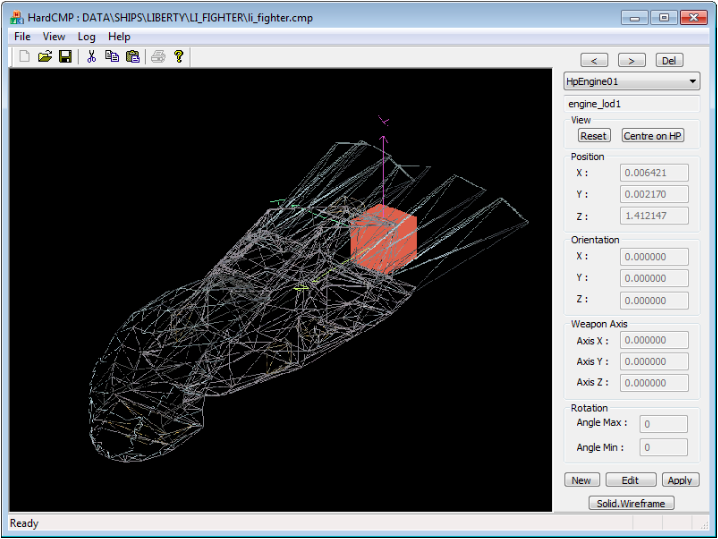 HardCMP : DATA\SHIPS\LIBERTY\LI_FIGHTER\li_fighter.cmp
File View Log Help
< > Del
HpEngine01
engine_lod1
View
Reset Centre on HP
Position
X : 0.006421
Y : 0.002170
Z : 1.412147
Orientation
X : 0.000000
Y : 0.000000
Z : 0.000000
Weapon Axis
Axis X : 0.000000
Axis Y : 0.000000
Axis Z : 0.000000
Rotation
Angle Max : 0
Angle Min : 0
New Edit Apply
Solid.Wireframe
Ready